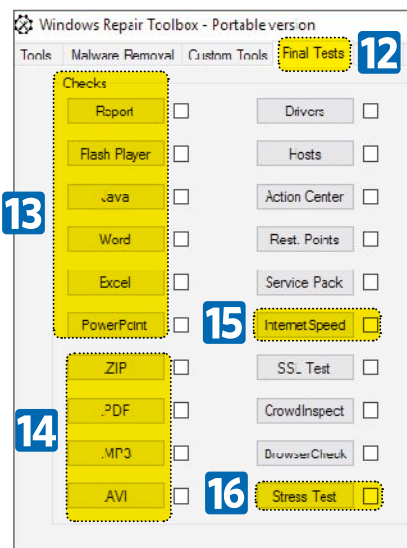 Windows Repair Toolbox - Portable version
Tools Malware Removal Custom Tools Final Tests 12
Checks
Report Drivers
Flash Player Hosts
Java Action Center
13
Word Rest. Points
Excel Service Pack
PowerPoint 15 Internet Speed
.ZIP SSL Test
.PDF CrowdInspect
14
.MP3 BrowserCheck
.AVI 16 Stress Test